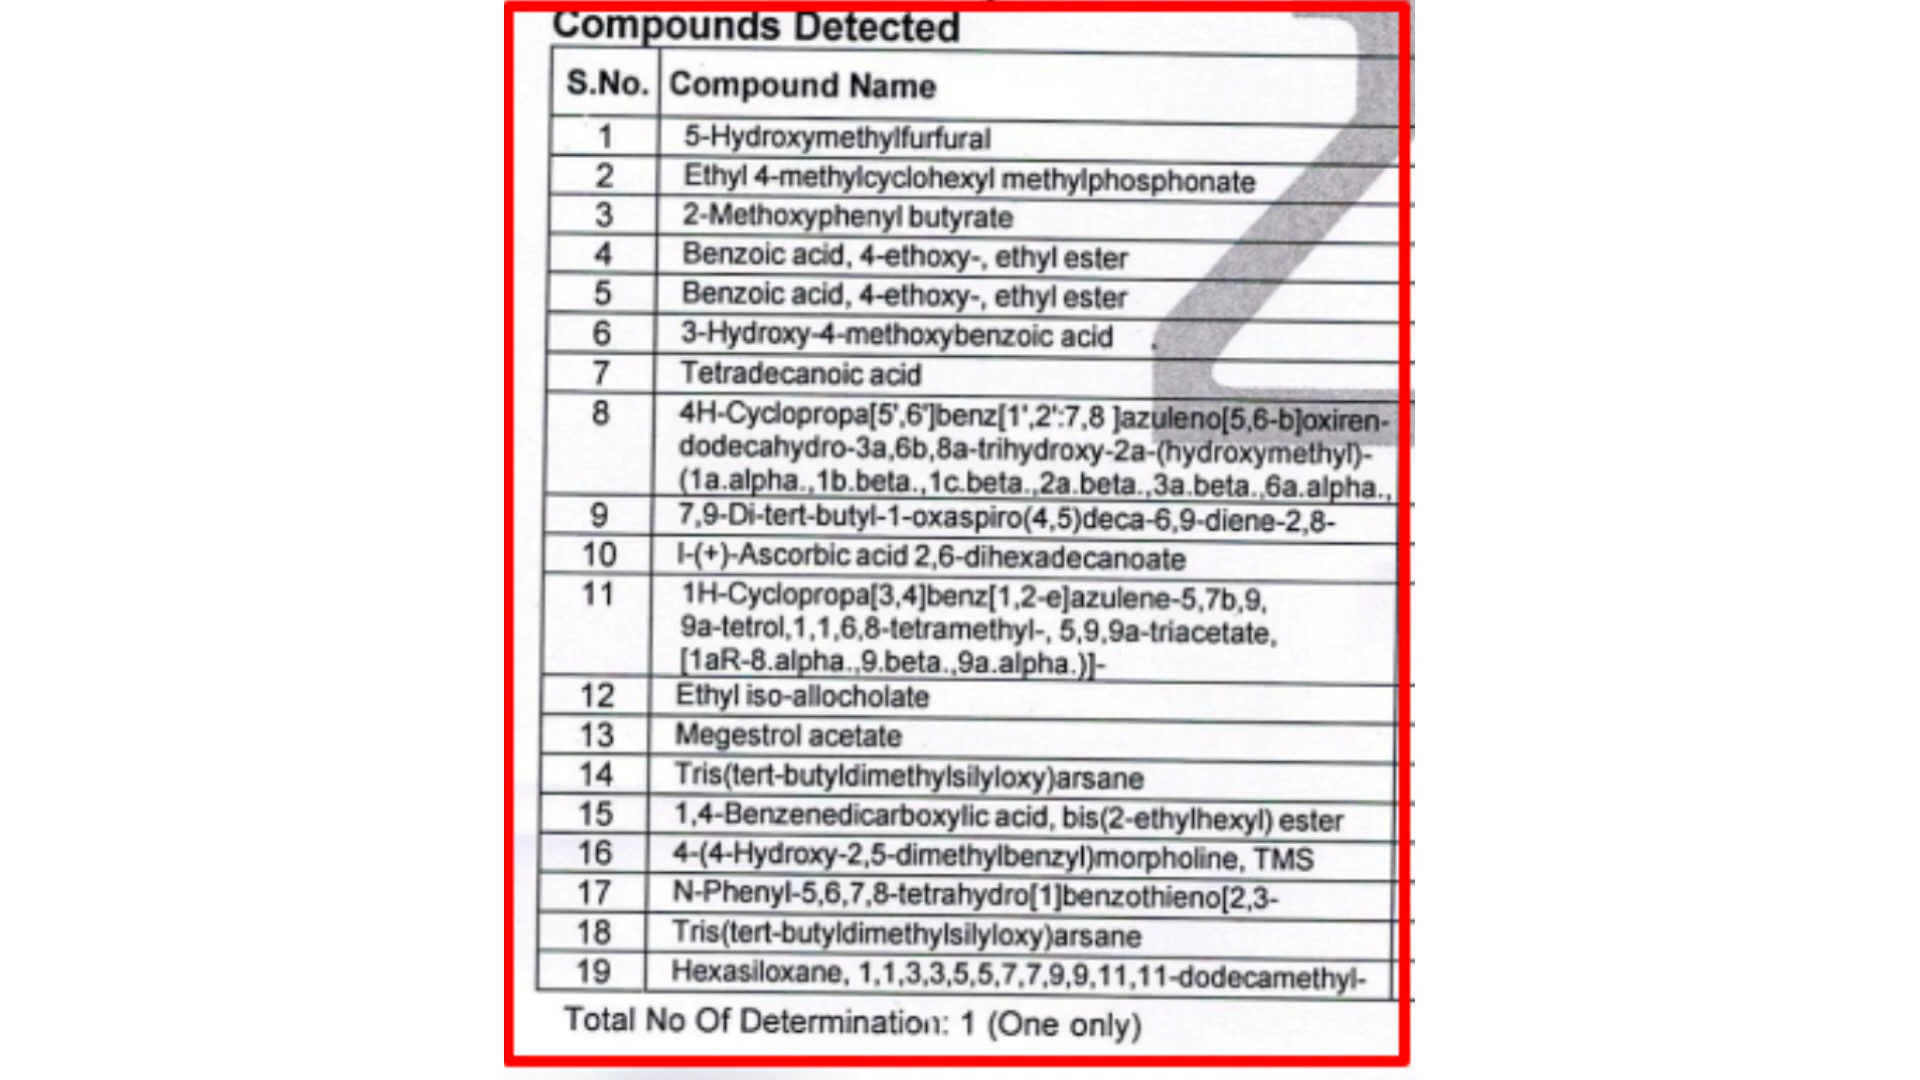 Compounds Detected
S.No. Compound Name
1 5-Hydroxymethylfurfural
2 Ethyl 4-methylcyclohexyl methylphosphonate
3 2-Methoxyphenyl butyrate
4 Benzoic acid, 4-ethoxy-, ethyl ester
5 Benzoic acid, 4-ethoxy-, ethyl ester
6 3-Hydroxy-4-methoxybenzoic acid
7 Tetradecanoic acid
8 4H-Cyclopropa[5',6']benz[1',2':7,8 ]azuleno[5,6-b]oxiren-
dodecahydro-3a,6b,8a-trihydroxy-2a-(hydroxymethyl)-
(1a.alpha.,1b.beta.,1c.beta.,2a.beta.,3a.beta.,6a.alpha.,
9 7,9-Di-tert-butyl-1-oxaspiro(4,5)deca-6,9-diene-2,8-
10 l-(+)-Ascorbic acid 2,6-dihexadecanoate
11 1H-Cyclopropa[3,4]benz[1,2-e]azulene-5,7b,9,
9a-tetrol,1,1,6,8-tetramethyl-, 5,9,9a-triacetate,
[1aR-8.alpha.,9.beta.,9a.alpha.)]-
12 Ethyl iso-allocholate
13 Megestrol acetate
14 Tris(tert-butyldimethylsilyloxy)arsane
15 1,4-Benzenedicarboxylic acid, bis(2-ethylhexyl) ester
16 4-(4-Hydroxy-2,5-dimethylbenzyl)morpholine, TMS
17 N-Phenyl-5,6,7,8-tetrahydro[1]benzothieno[2,3-
18 Tris(tert-butyldimethylsilyloxy)arsane
19 Hexasiloxane, 1,1,3,3,5,5,7,7,9,9,11,11-dodecamethyl-
Total No Of Determination: 1 (One only)